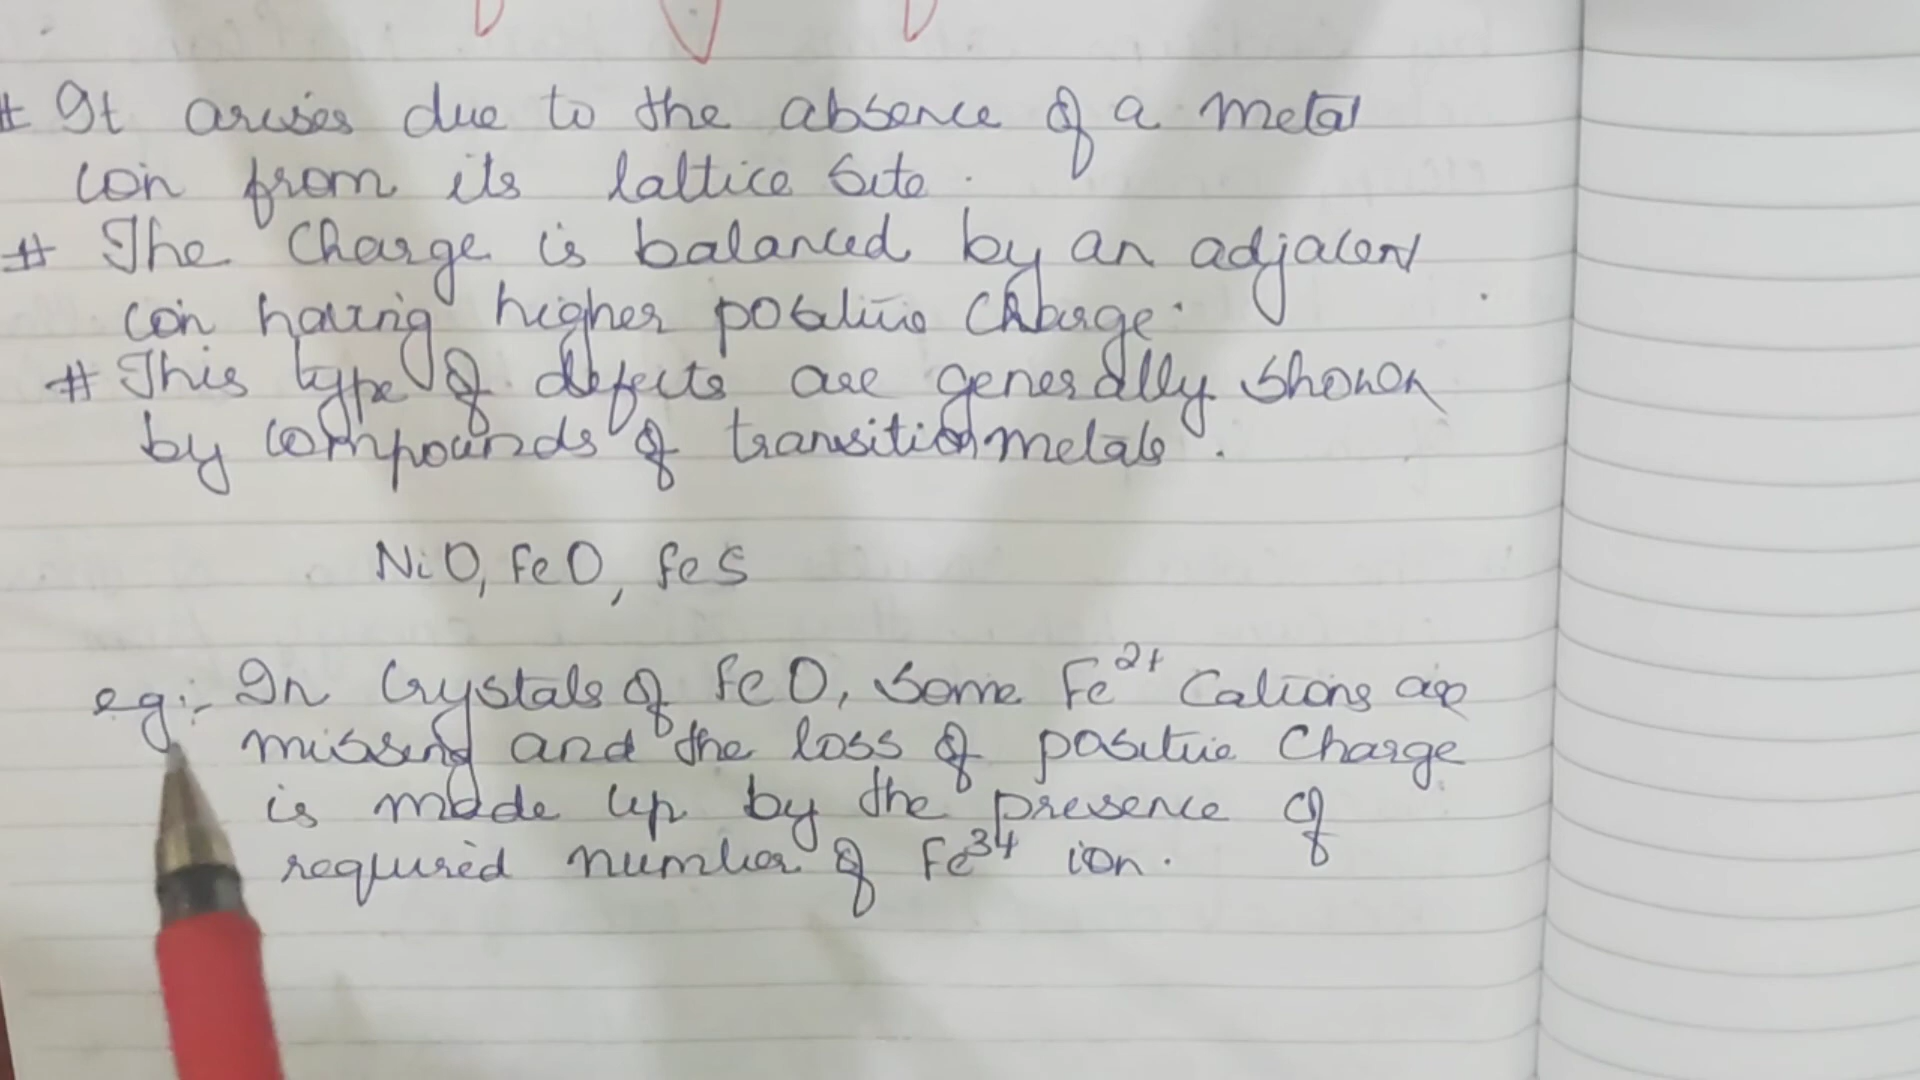 # It arises due to the absence of a metal
ion from its lattice site.
# The charge is balanced by an adjacent
ion having higher positive charge.
# This type of defects are generally shown
by compounds of transition metals.
NiO, FeO, FeS
eg:- In Crystals of FeO, some Fe²⁺ Cations are
missing and the loss of positive charge
is made up by the presence of
required number of Fe³⁺ ion.